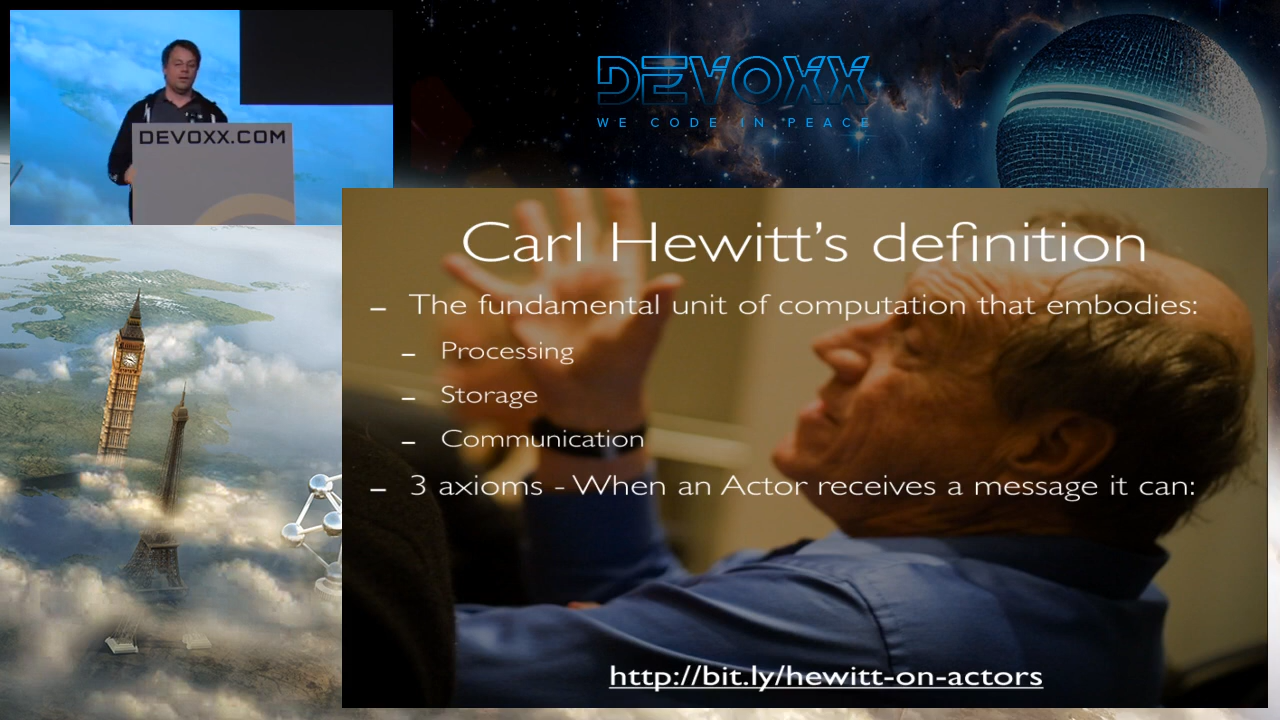 DEVOXX
WE CODE IN PEACE
DEVOXX.COM
Carl Hewitt’s definition
– The fundamental unit of computation that embodies:
– Processing
– Storage
– Communication
– 3 axioms - When an Actor receives a message it can:
http://bit.ly/hewitt-on-actors